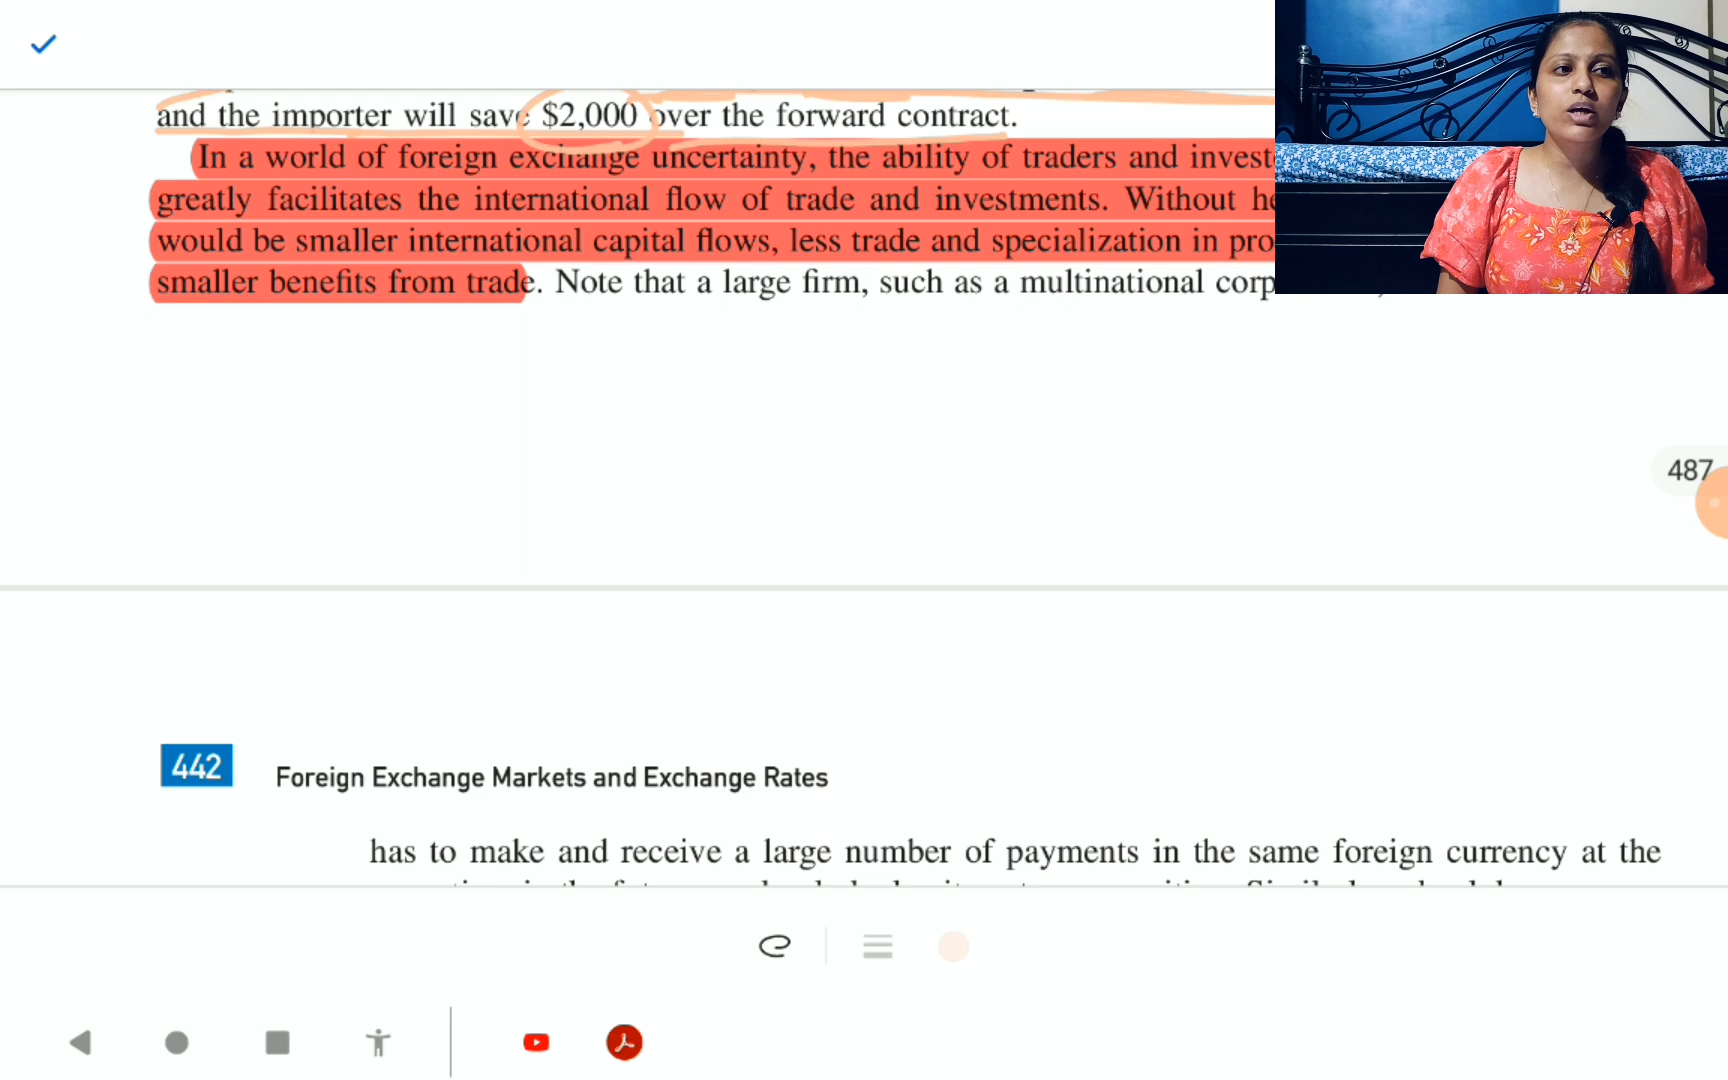 and the importer will save $2,000 over the forward contract.
In a world of foreign exchange uncertainty, the ability of traders and
greatly facilitates the international flow of trade and investments. Without
would be smaller international capital flows, less trade and specialization in
smaller benefits from trade. Note that a large firm, such as a multinational
487
442
Foreign Exchange Markets and Exchange Rates
has to make and receive a large number of payments in the same foreign currency at the